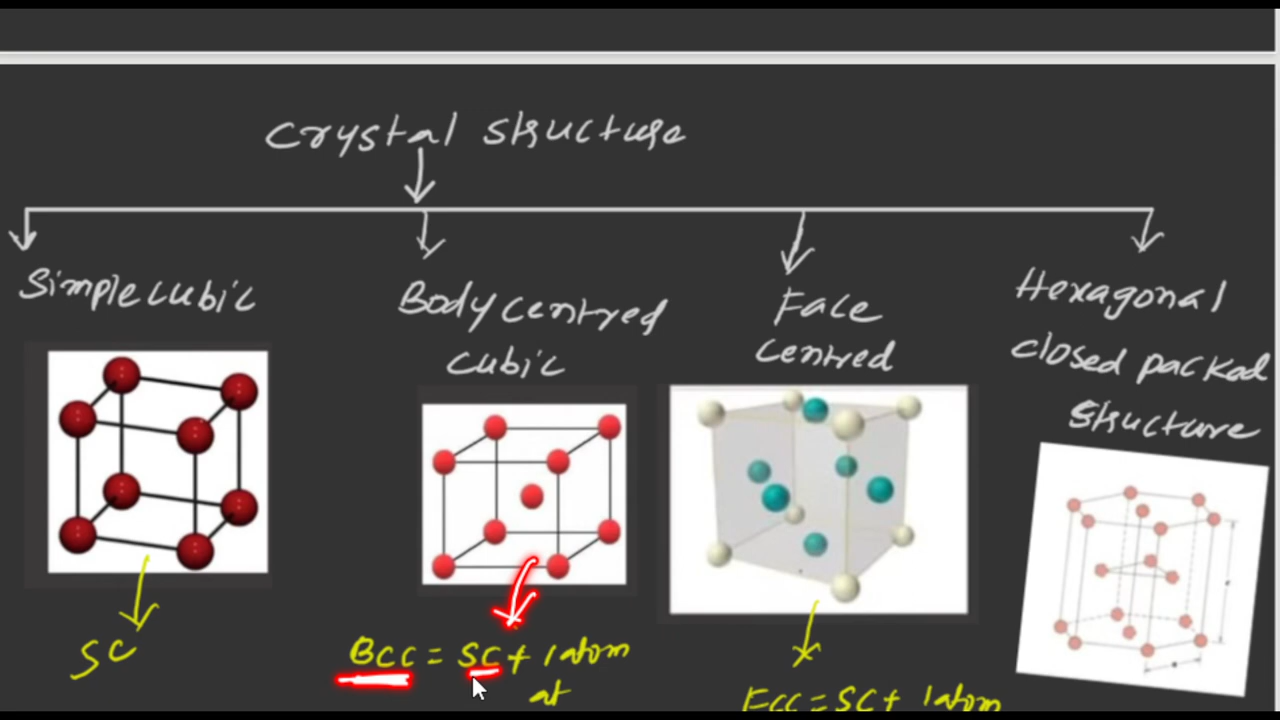 Crystal structure
Simple cubic
Body centred
cubic
Face
centred
Hexagonal
closed packed
structure
SC
BCC = SC + 1 atom
at
FCC = SC + 1 atom
c
a